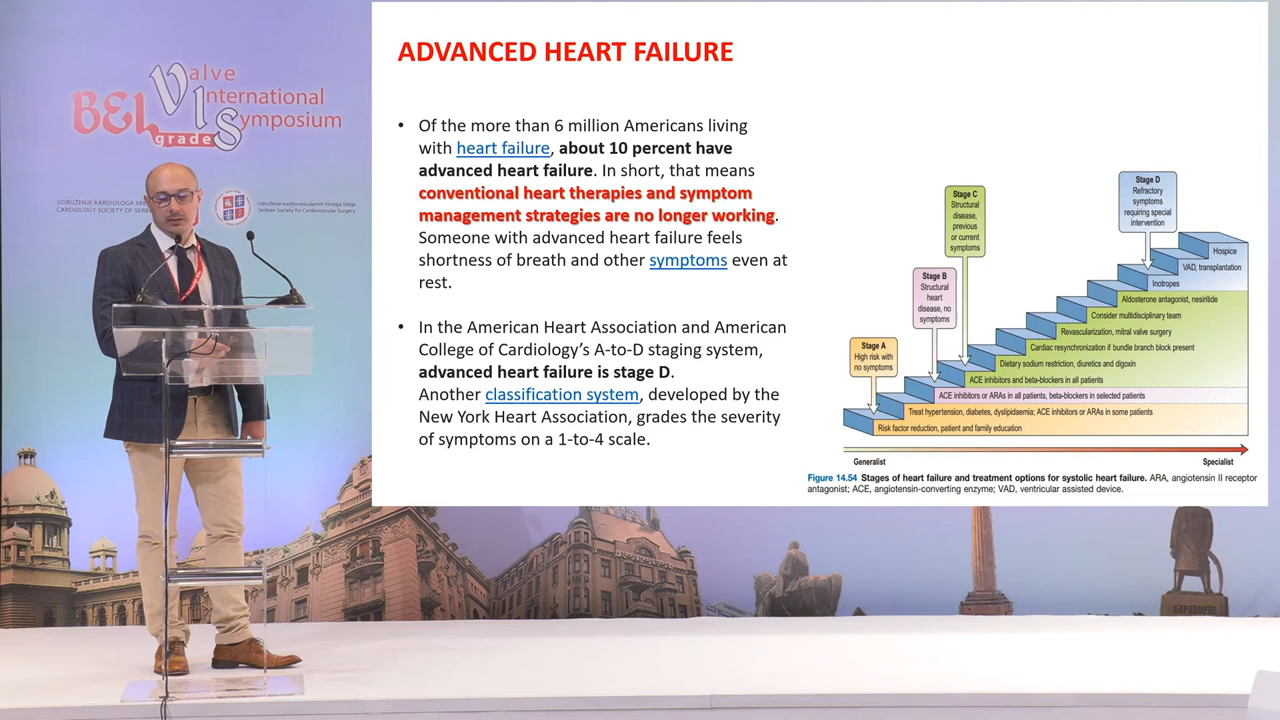 Valve
BEL International
grade Symposium
UDRUŽENJE KARDIOLOGA
CARDIOLOGY SOCIETY OF SERB
Udruženje kardiovaskularnih hirurga Srbije
Serbian Society for Cardiovascular Surgery
ADVANCED HEART FAILURE
• Of the more than 6 million Americans living
with heart failure, about 10 percent have
advanced heart failure. In short, that means
conventional heart therapies and symptom
management strategies are no longer working.
Someone with advanced heart failure feels
shortness of breath and other symptoms even at
rest.
• In the American Heart Association and American
College of Cardiology’s A-to-D staging system,
advanced heart failure is stage D.
Another classification system, developed by the
New York Heart Association, grades the severity
of symptoms on a 1-to-4 scale.
Stage A
High risk with
no symptoms
Stage B
Structural
heart
disease, no
symptoms
Stage C
Structural
disease,
previous
or current
symptoms
Stage D
Refractory
symptoms
requiring special
intervention
Hospice
VAD, transplantation
Inotropes
Aldosterone antagonist, nesiritide
Consider multidisciplinary team
Revascularization, mitral valve surgery
Cardiac resynchronization if bundle branch block present
Dietary sodium restriction, diuretics and digoxin
ACE inhibitors and beta-blockers in all patients
ACE inhibitors or ARAs in all patients, beta-blockers in selected patients
Treat hypertension, diabetes, dyslipidaemia; ACE inhibitors or ARAs in some patients
Risk factor reduction, patient and family education
Generalist
Specialist
Figure 14.54 Stages of heart failure and treatment options for systolic heart failure. ARA, angiotensin II receptor
antagonist; ACE, angiotensin-converting enzyme; VAD, ventricular assisted device.